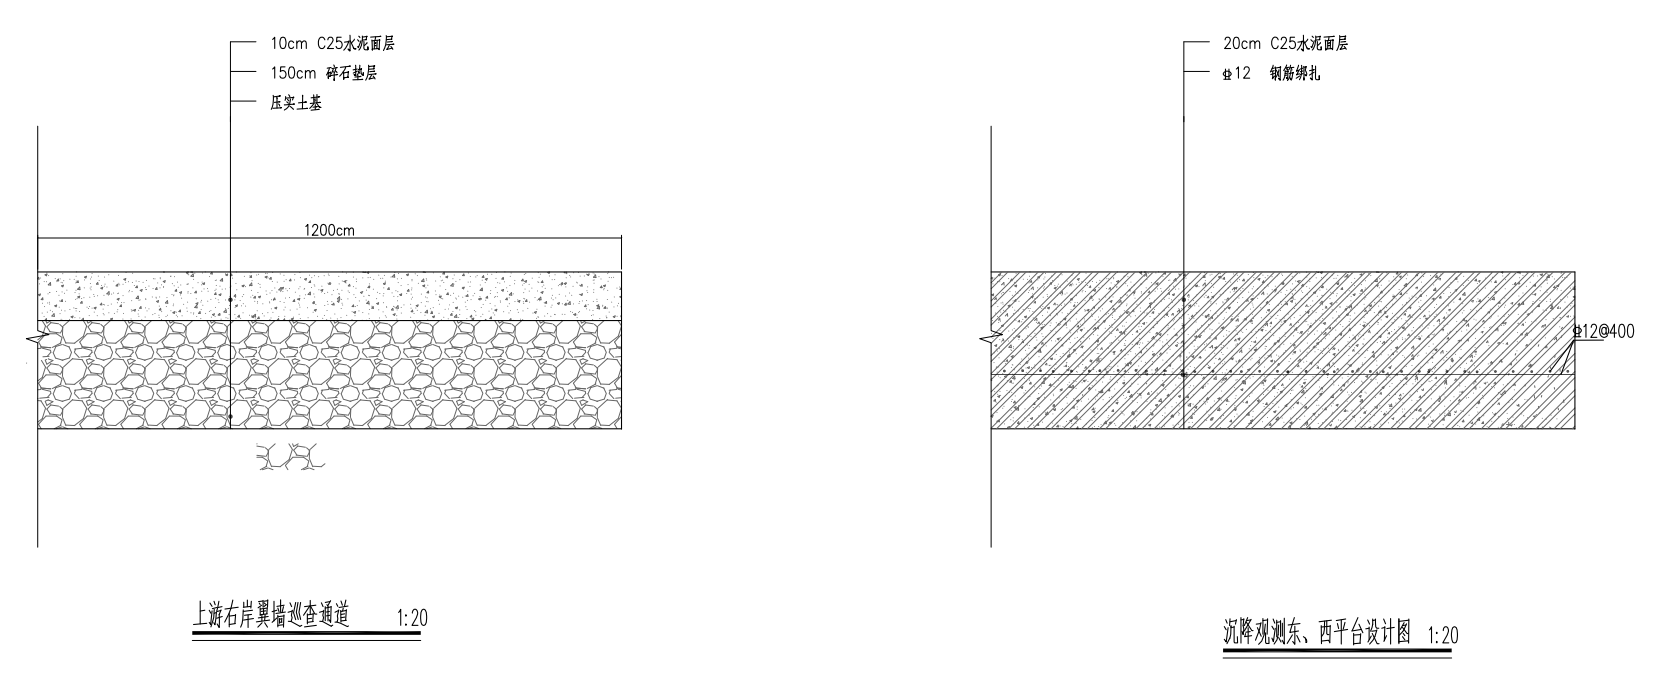 10cm C25水泥面层
150cm 碎石垫层
压实土基
1200cm
上游右岸翼墙巡查通道 1:20
20cm C25水泥面层
Φ12 钢筋绑扎
Φ12@400
沉降观测东、西平台设计图 1:20